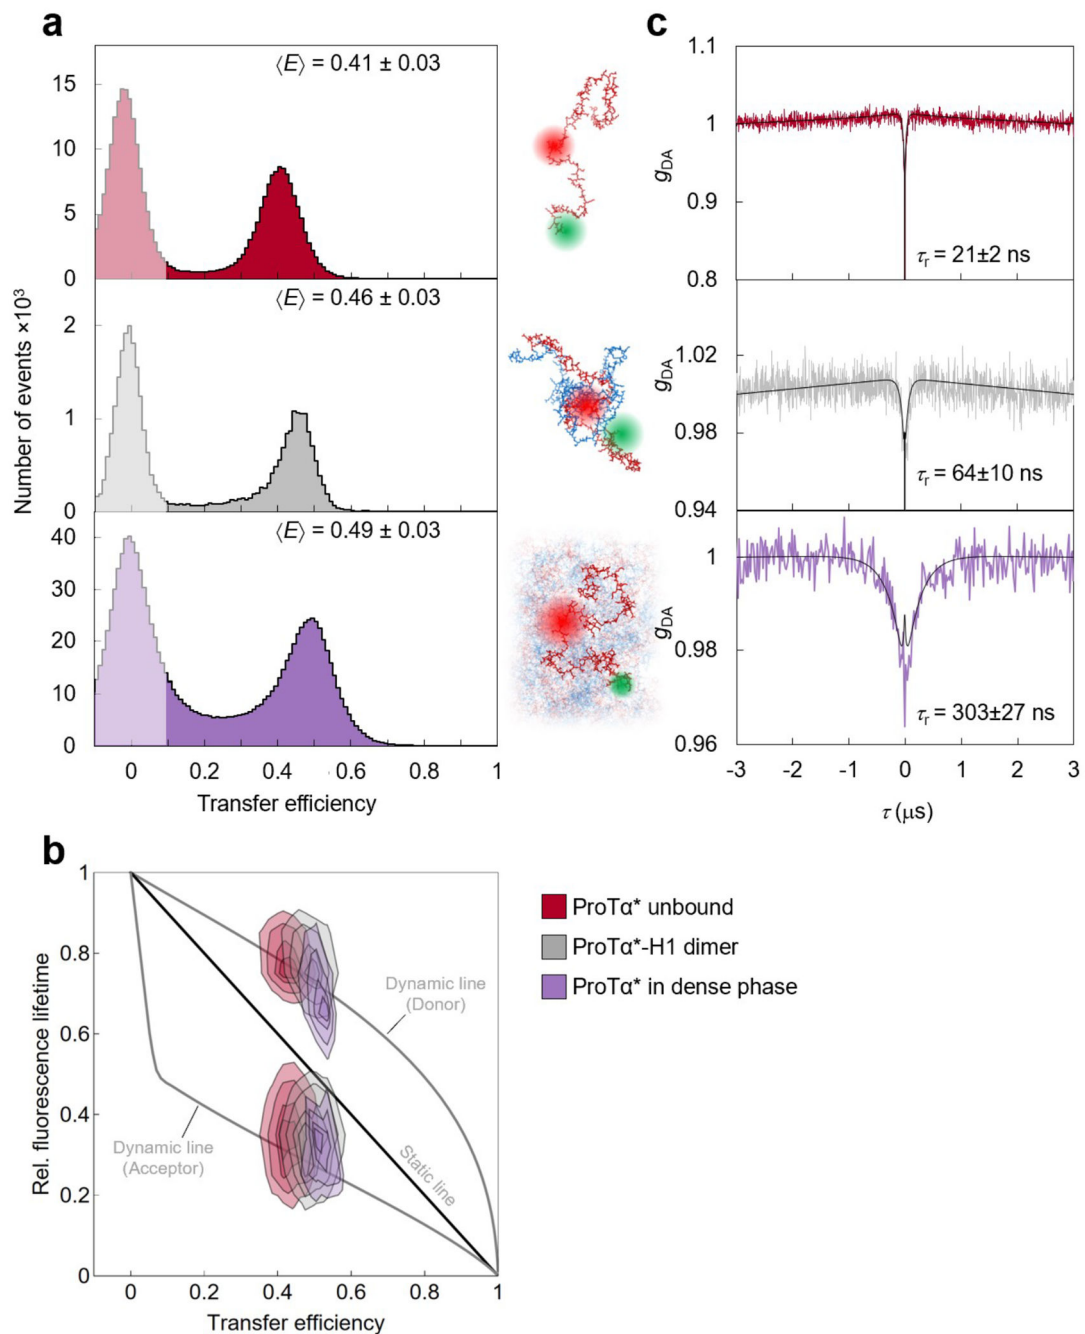 a
⟨E⟩ = 0.41 ± 0.03
15
10
5
0
⟨E⟩ = 0.46 ± 0.03
2
1
0
⟨E⟩ = 0.49 ± 0.03
40
30
20
10
0
Number of events ×10³
0 0.2 0.4 0.6 0.8 1
Transfer efficiency
c
1.1
1
0.9
0.8
gDA
τr = 21±2 ns
1.02
0.98
0.94
gDA
τr = 64±10 ns
1
0.98
0.96
gDA
τr = 303±27 ns
-3 -2 -1 0 1 2 3
τ (μs)
b
1
0.8
0.6
0.4
0.2
0
Rel. fluorescence lifetime
Dynamic line
(Donor)
Dynamic line
(Acceptor)
Static line
0 0.2 0.4 0.6 0.8 1
Transfer efficiency
ProTα* unbound
ProTα*-H1 dimer
ProTα* in dense phase